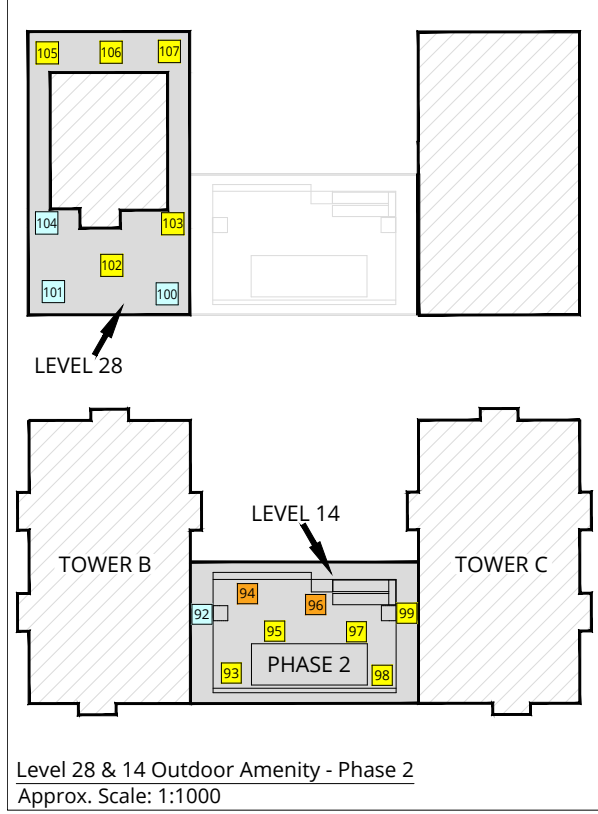 105 106 107
104 103
102
101 100
LEVEL 28
LEVEL 14
TOWER B TOWER C
94 96
92 99
95 97
PHASE 2
93 98
Level 28 & 14 Outdoor Amenity - Phase 2
Approx. Scale: 1:1000